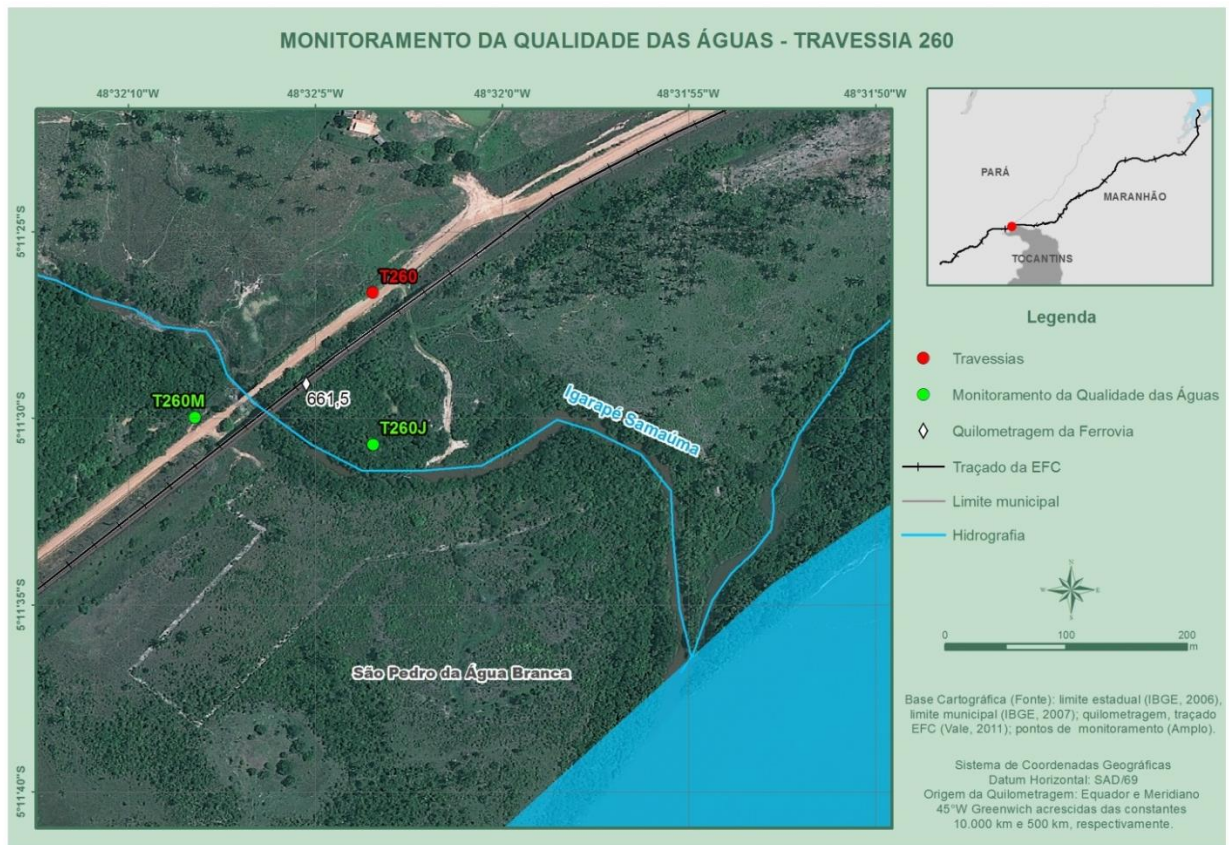 MONITORAMENTO DA QUALIDADE DAS ÁGUAS - TRAVESSIA 260
48°32'10"W
48°32'5"W
48°32'0"W
48°31'55"W
48°31'50"W
5°11'25"S
5°11'30"S
5°11'35"S
5°11'40"S
T260
T260M
661,5
T260J
Igarapé Samaúma
São Pedro da Água Branca
PARÁ
MARANHÃO
TOCANTINS
Legenda
Travessias
Monitoramento da Qualidade das Águas
Quilometragem da Ferrovia
Traçado da EFC
Limite municipal
Hidrografia
N
W
E
S
0
100
200
m
Base Cartográfica (Fonte): limite estadual (IBGE, 2006),
limite municipal (IBGE, 2007); quilometragem, traçado
EFC (Vale, 2011); pontos de monitoramento (Amplo).
Sistema de Coordenadas Geográficas
Datum Horizontal: SAD/69
Origem da Quilometragem: Equador e Meridiano
45°W Greenwich acrescidas das constantes
10.000 km e 500 km, respectivamente.